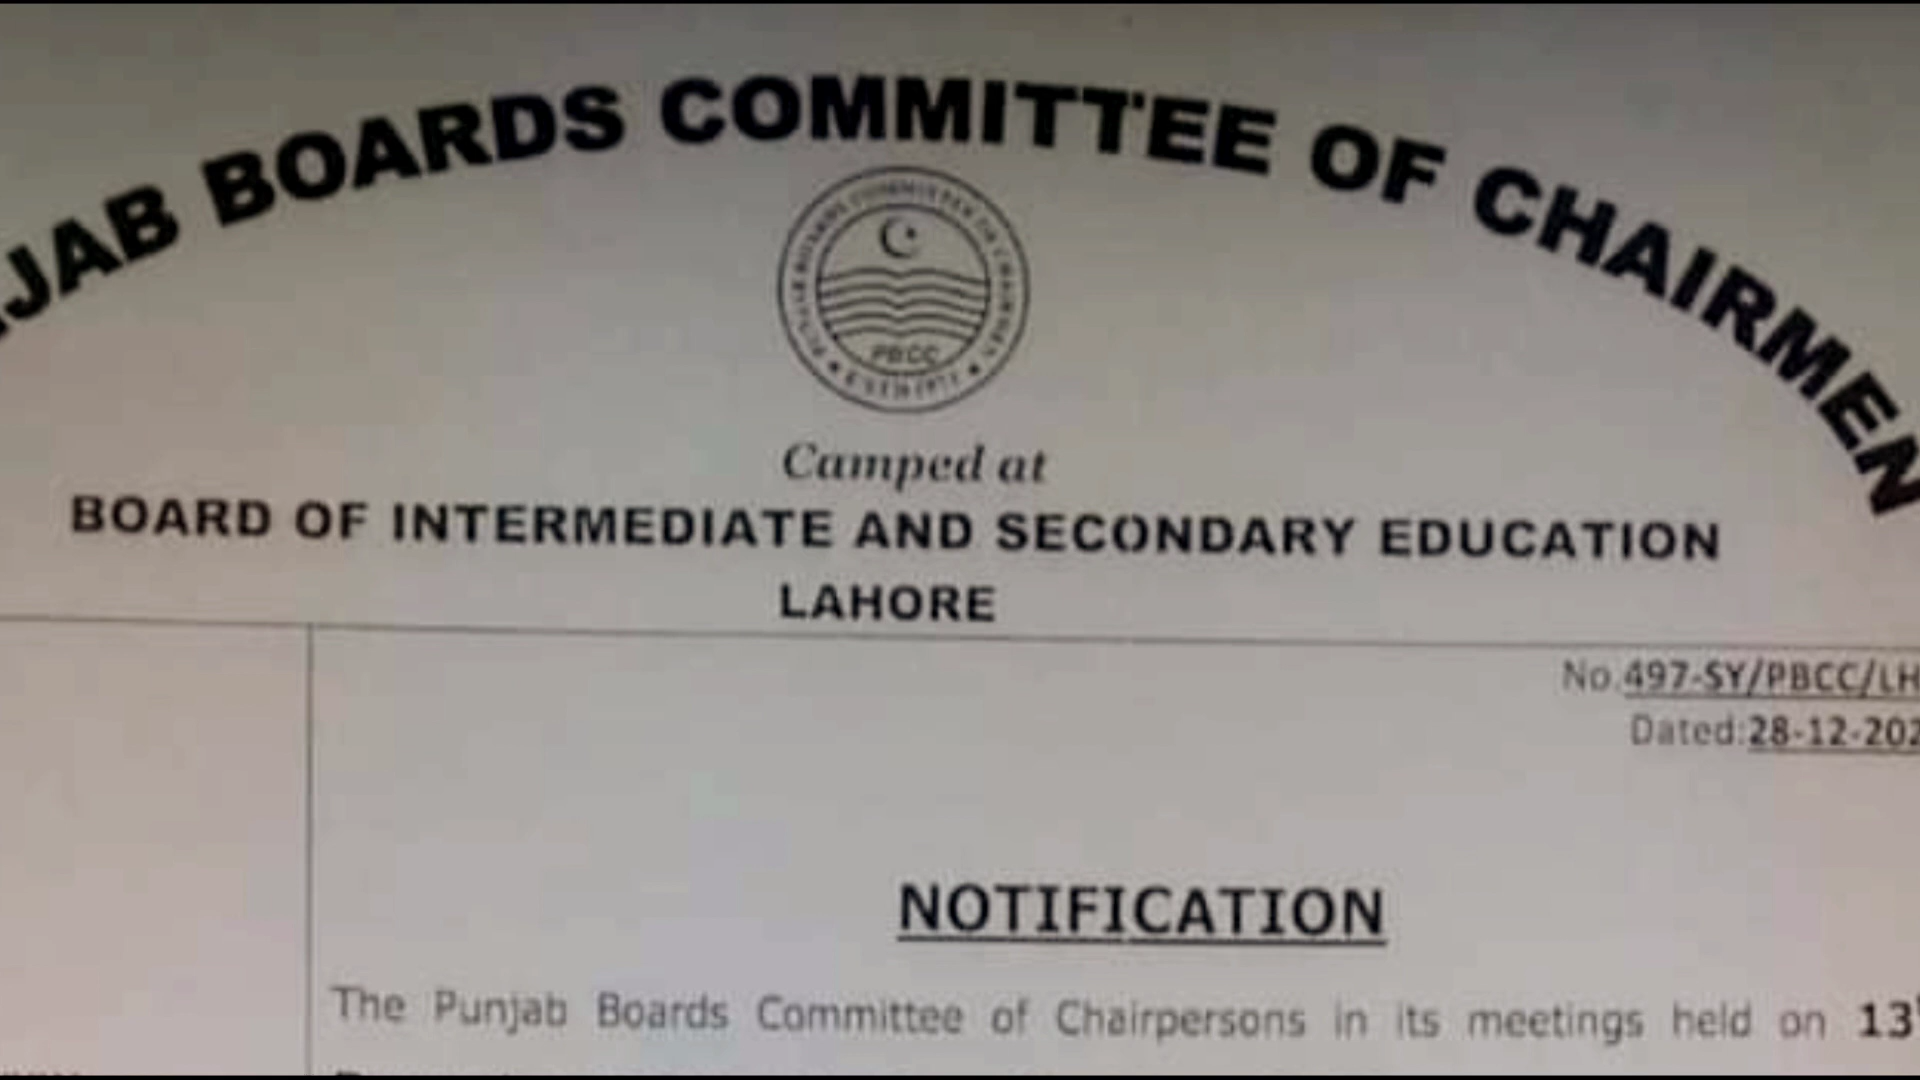 JAB BOARDS COMMITTEE OF CHAIRMEN
PBCC
Camped at
BOARD OF INTERMEDIATE AND SECONDARY EDUCATION
LAHORE
No.497-SY/PBCC/LH
Dated:28-12-202
NOTIFICATION
The Punjab Boards Committee of Chairpersons in its meetings held on 13